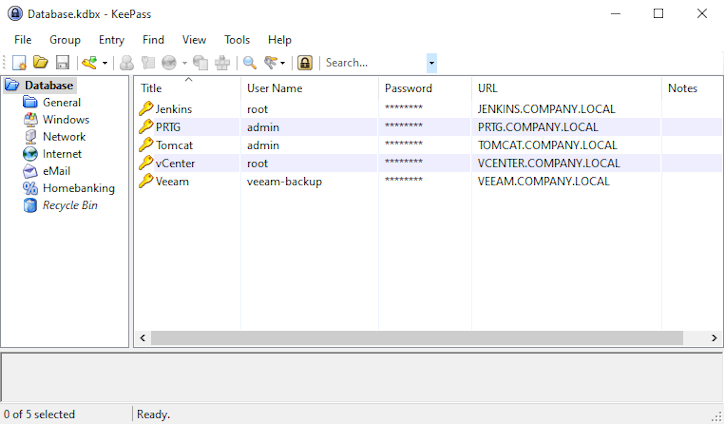 Database.kdbx - KeePass
File Group Entry Find View Tools Help
Search...
Database
General
Windows
Network
Internet
eMail
Homebanking
Recycle Bin
Title User Name Password URL Notes
Jenkins root ******** JENKINS.COMPANY.LOCAL
PRTG admin ******** PRTG.COMPANY.LOCAL
Tomcat admin ******** TOMCAT.COMPANY.LOCAL
vCenter root ******** VCENTER.COMPANY.LOCAL
Veeam veeam-backup ******** VEEAM.COMPANY.LOCAL
0 of 5 selected Ready.